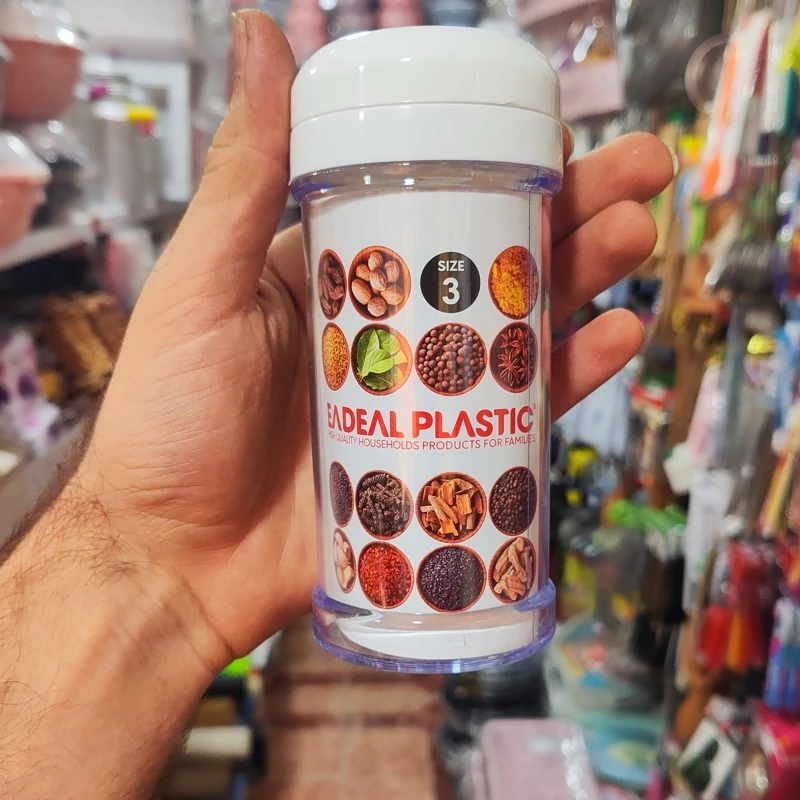 SIZE
3
EADEAL PLASTIC
HIGH QUALITY HOUSEHOLDS PRODUCTS FOR FAMILIES